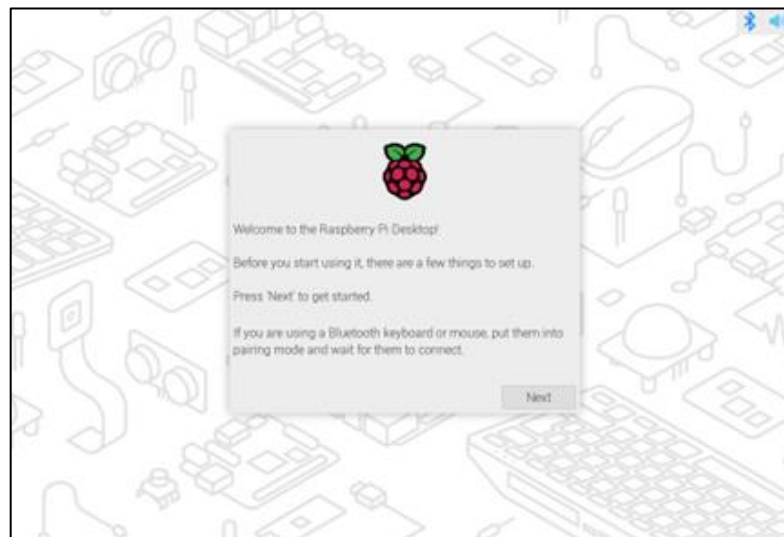 Welcome to the Raspberry Pi Desktop!
Before you start using it, there are a few things to set up.
Press 'Next' to get started.
If you are using a Bluetooth keyboard or mouse, put them into
pairing mode and wait for them to connect.
Next